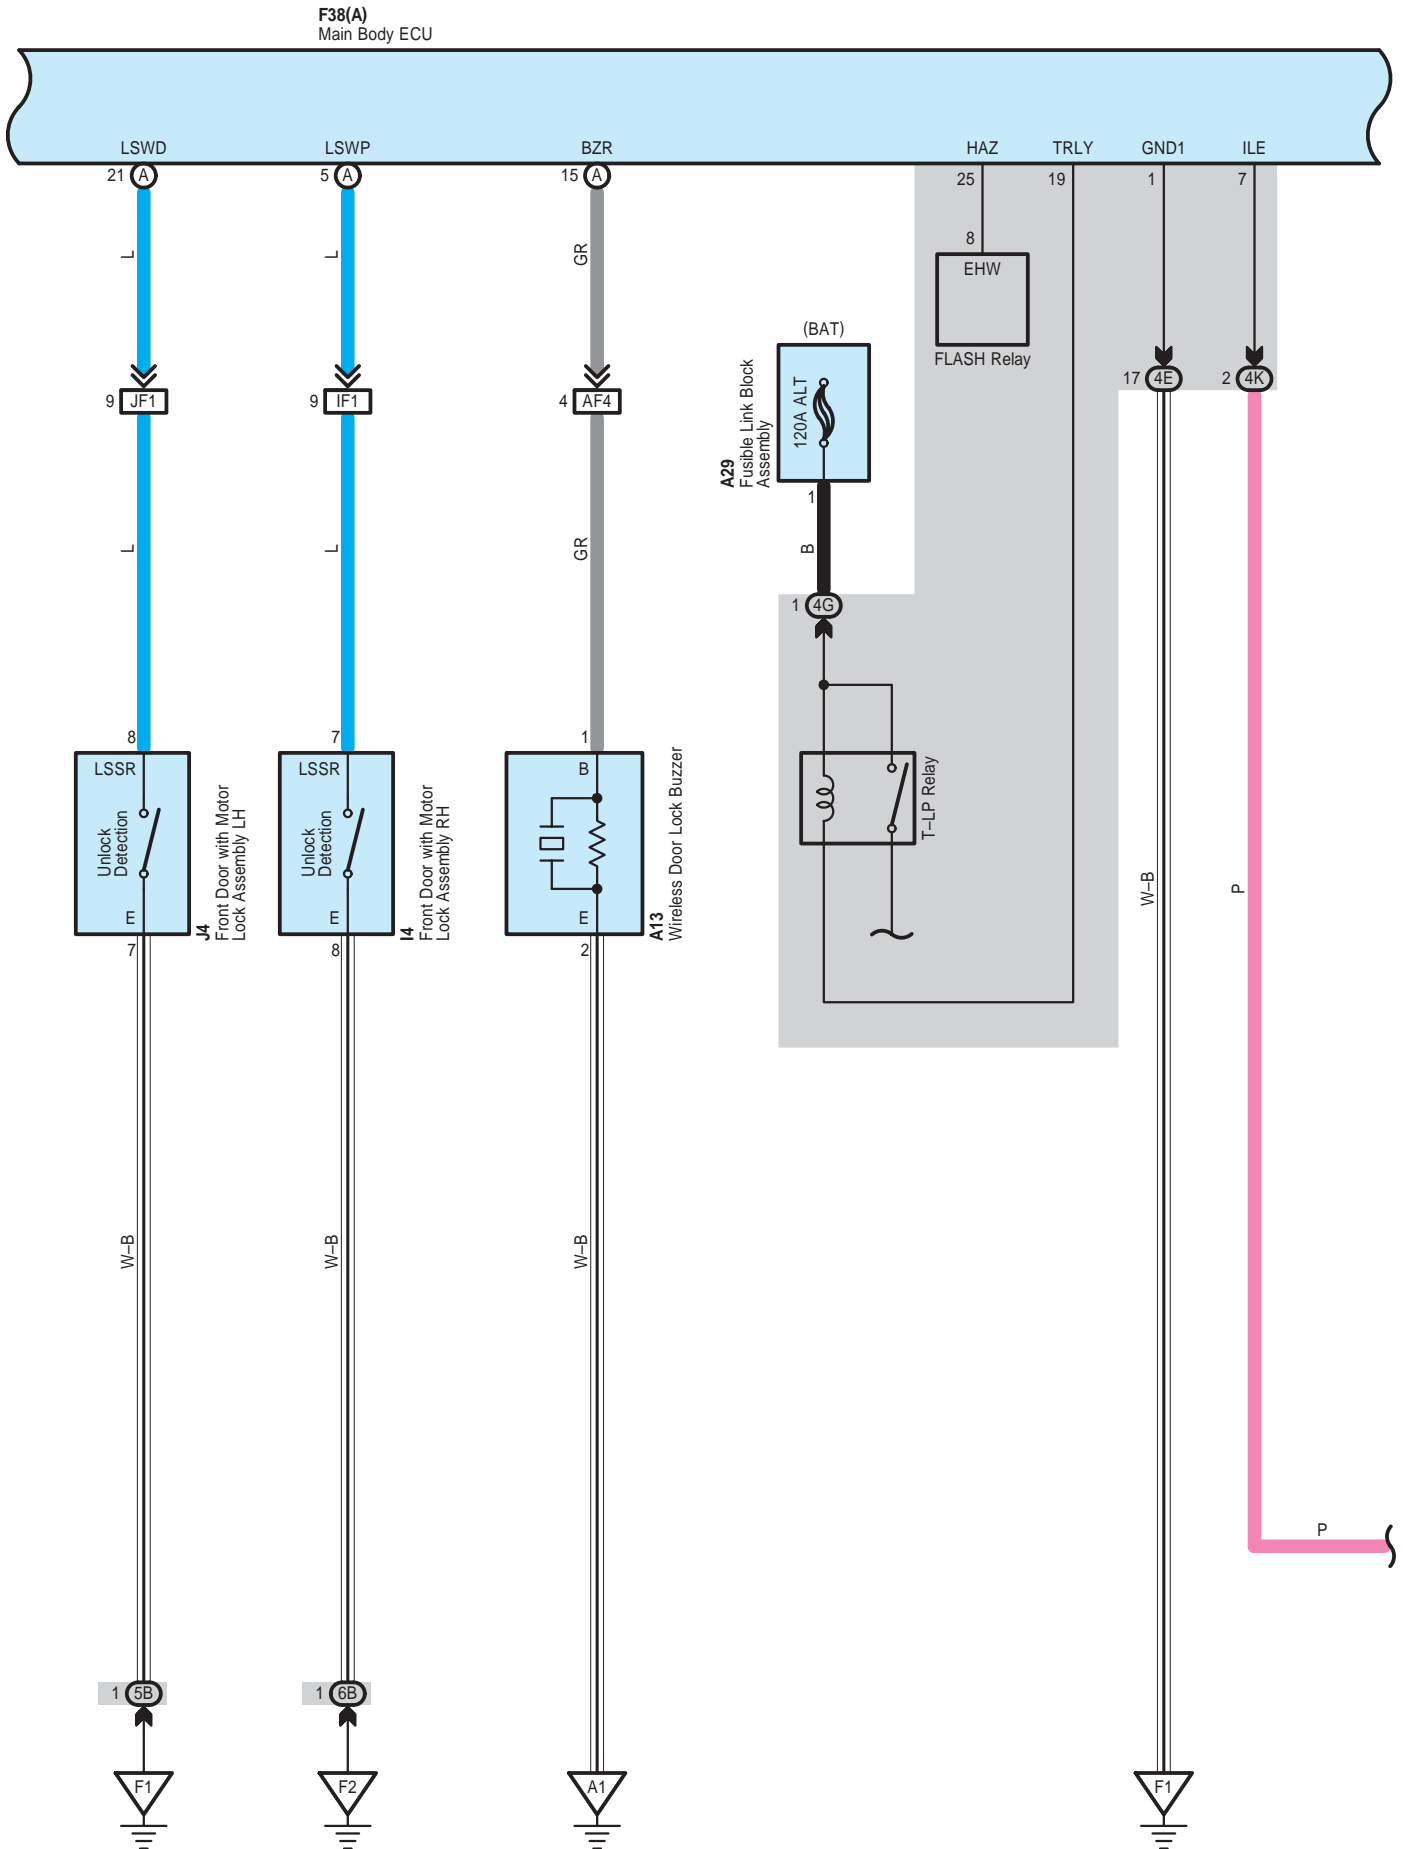 F38(A)
Main Body ECU
LSWD
LSWP
BZR
HAZ
TRLY
GND1
ILE
21
A
5
A
15
A
25
19
1
7
L
L
GR
8
EHW
FLASH Relay
(BAT)
120A ALT
A29
Fusible Link Block
Assembly
17
4E
2
4K
9
JF1
9
IF1
4
AF4
1
B
L
L
GR
1
4G
8
7
1
LSSR
LSSR
B
Unlock
Detection
Unlock
Detection
E
E
E
J4
Front Door with Motor
Lock Assembly LH
I4
Front Door with Motor
Lock Assembly RH
A13
Wireless Door Lock Buzzer
T–LP Relay
7
8
2
W–B
P
W–B
W–B
W–B
P
1
5B
1
6B
F1
F2
A1
F1